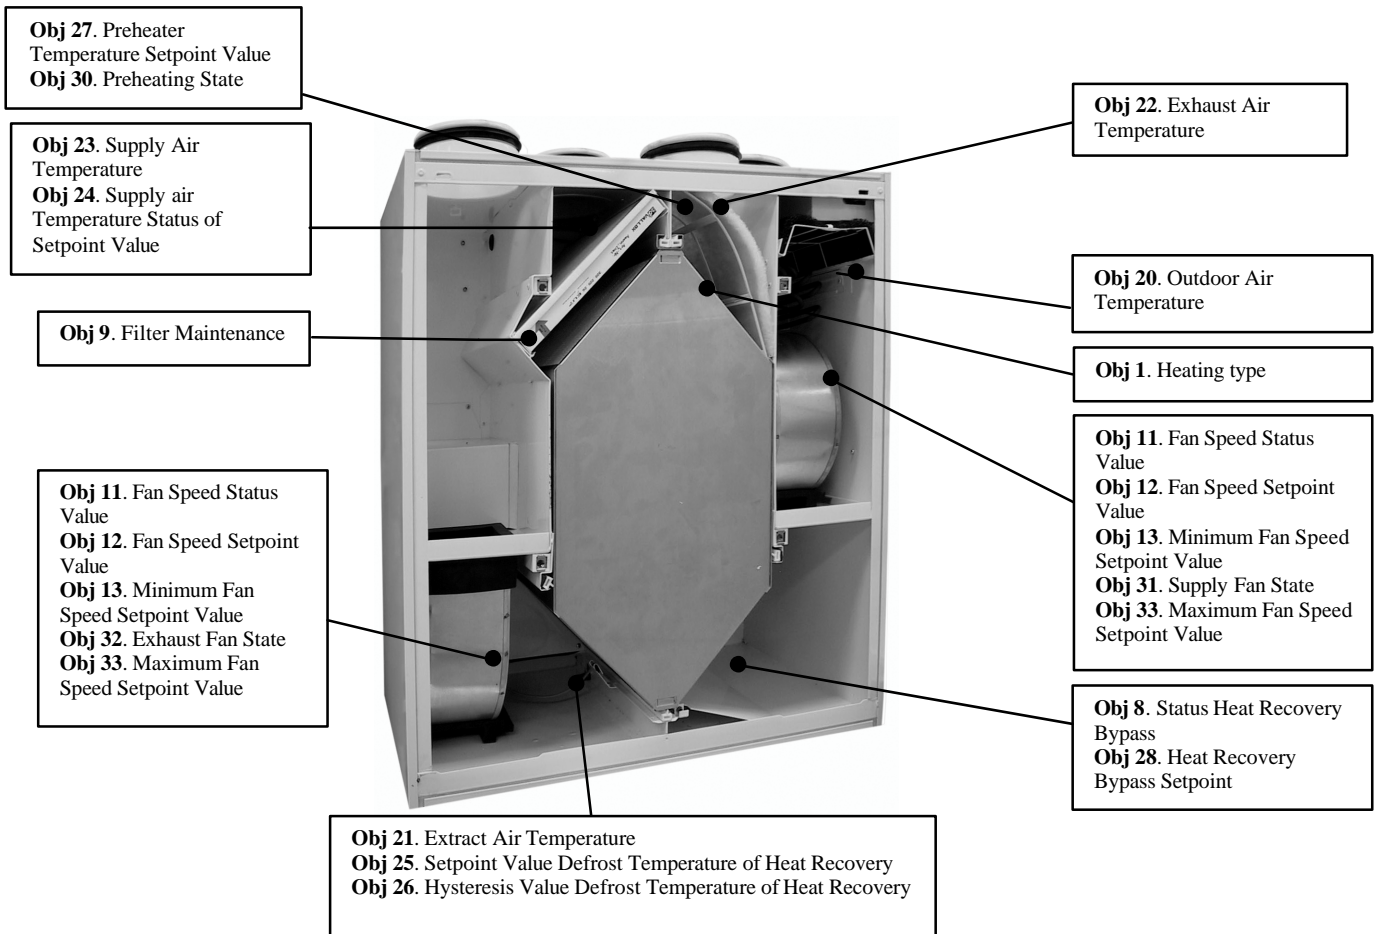 Obj 27. Preheater
Temperature Setpoint Value
Obj 30. Preheating State
Obj 23. Supply Air
Temperature
Obj 24. Supply air
Temperature Status of
Setpoint Value
Obj 9. Filter Maintenance
Obj 11. Fan Speed Status
Value
Obj 12. Fan Speed Setpoint
Value
Obj 13. Minimum Fan
Speed Setpoint Value
Obj 32. Exhaust Fan State
Obj 33. Maximum Fan
Speed Setpoint Value
Obj 21. Extract Air Temperature
Obj 25. Setpoint Value Defrost Temperature of Heat Recovery
Obj 26. Hysteresis Value Defrost Temperature of Heat Recovery
Obj 22. Exhaust Air
Temperature
Obj 20. Outdoor Air
Temperature
Obj 1. Heating type
Obj 11. Fan Speed Status
Value
Obj 12. Fan Speed Setpoint
Value
Obj 13. Minimum Fan Speed
Setpoint Value
Obj 31. Supply Fan State
Obj 33. Maximum Fan Speed
Setpoint Value
Obj 8. Status Heat Recovery
Bypass
Obj 28. Heat Recovery
Bypass Setpoint